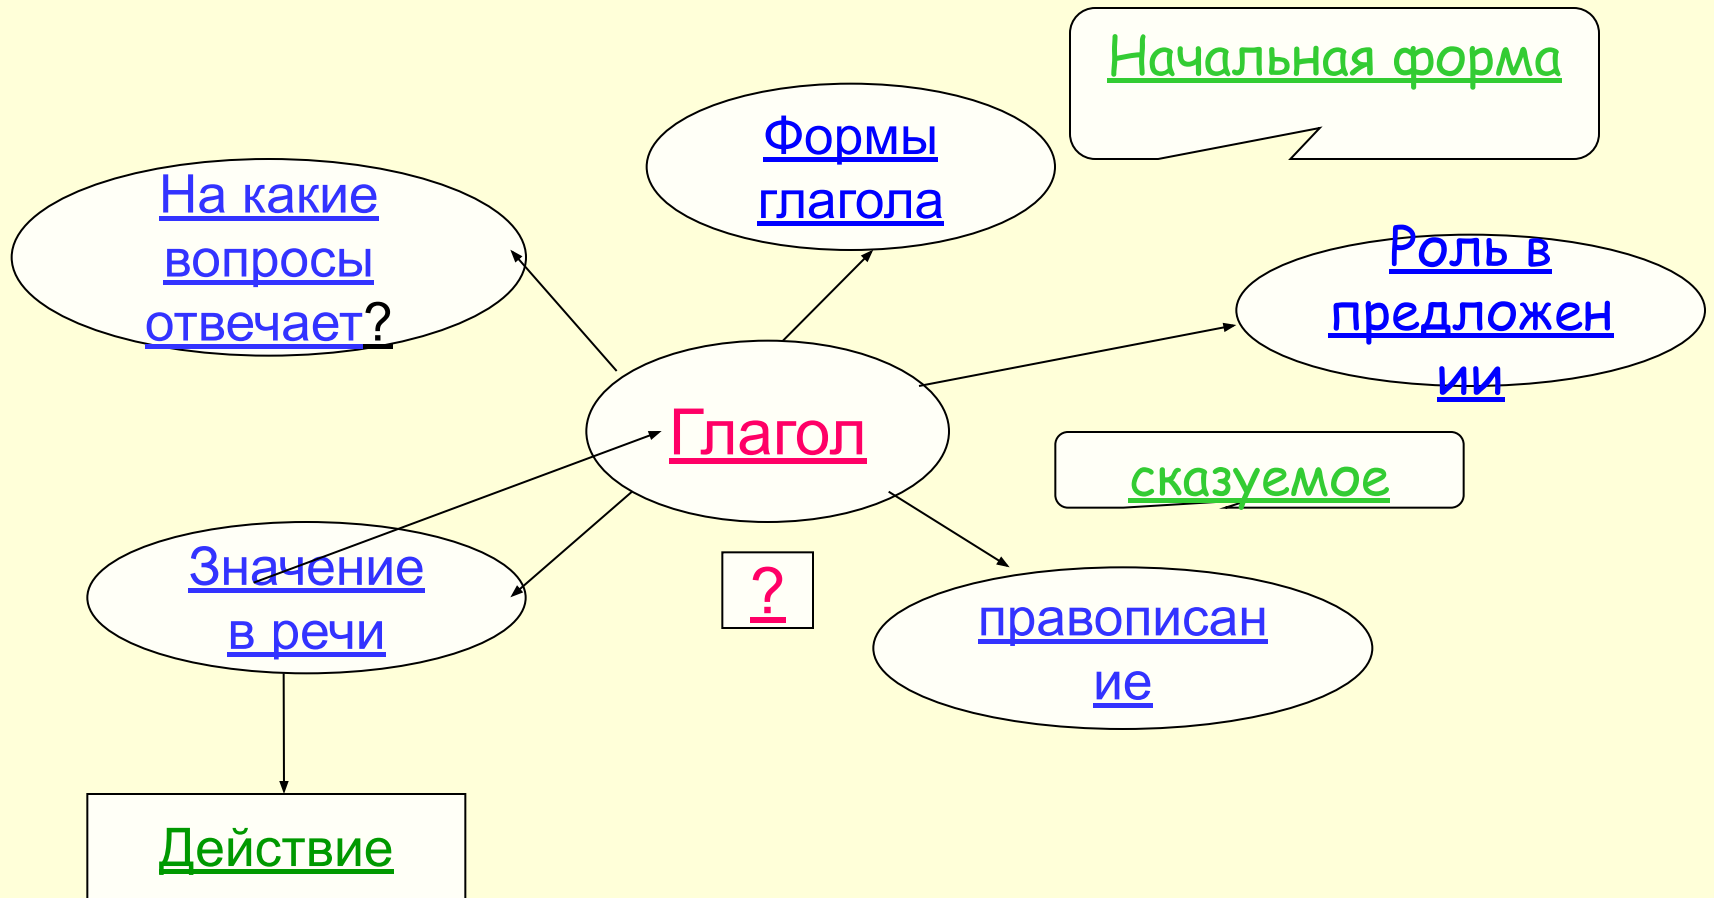 Начальная форма
Формы
глагола
На какие
вопросы
отвечает?
Роль в
предложен
ии
Глагол
сказуемое
Значение
в речи
?
правописан
ие
Действие